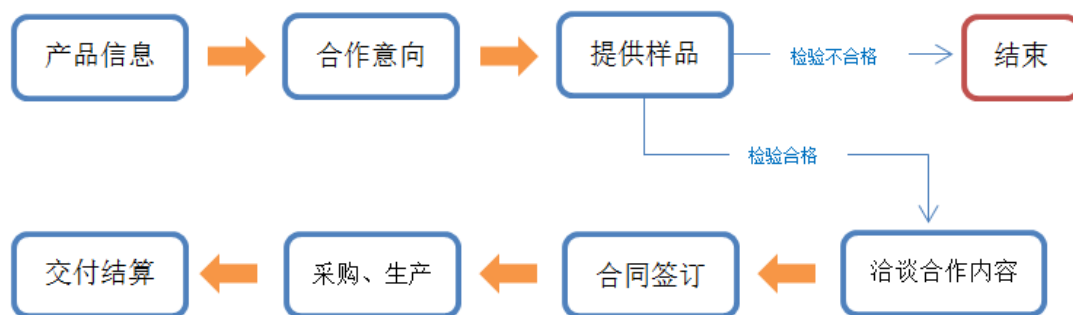 产品信息
合作意向
提供样品
检验不合格
结束
检验合格
交付结算
采购、生产
合同签订
洽谈合作内容